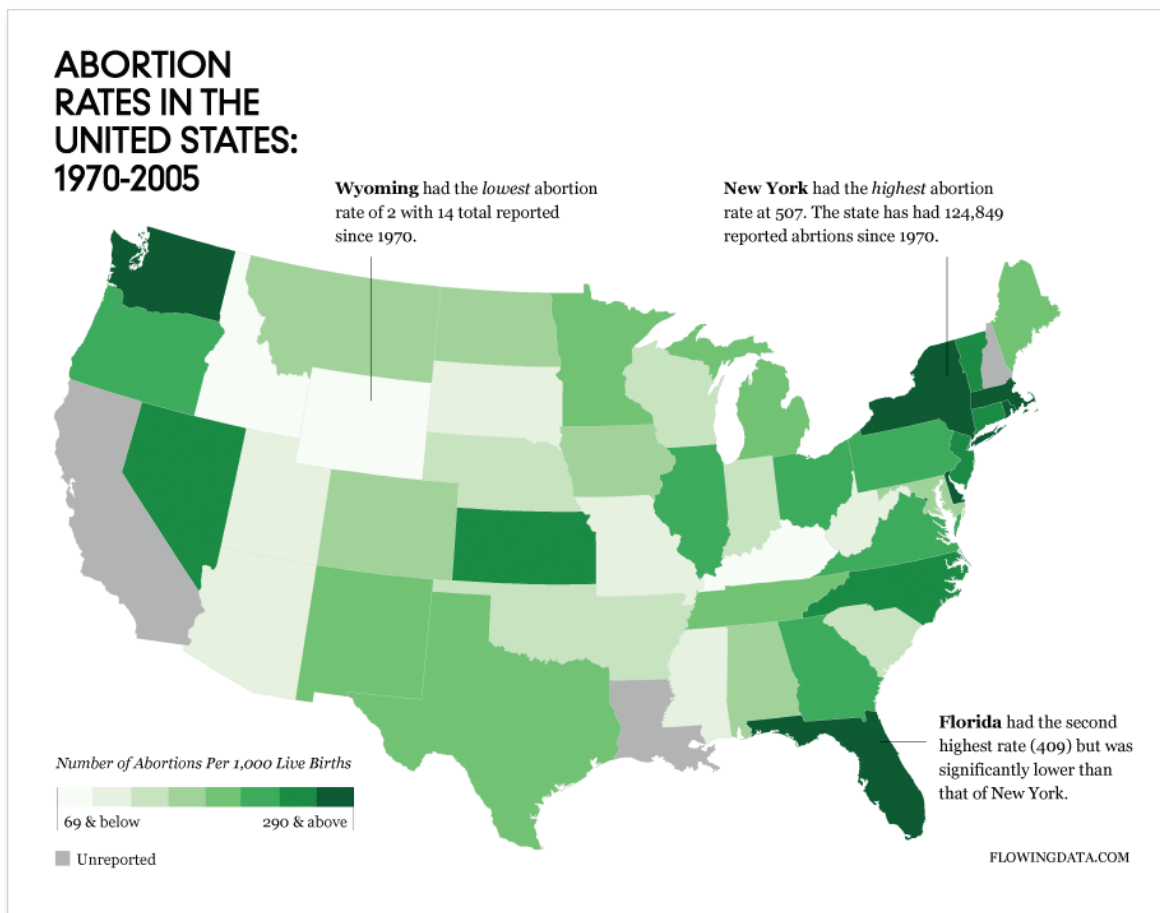 ABORTION
RATES IN THE
UNITED STATES:
1970-2005
Wyoming had the lowest abortion
rate of 2 with 14 total reported
since 1970.
New York had the highest abortion
rate at 507. The state has had 124,849
reported abrtions since 1970.
Florida had the second
highest rate (409) but was
significantly lower than
that of New York.
Number of Abortions Per 1,000 Live Births
69 & below
290 & above
Unreported
FLOWINGDATA.COM